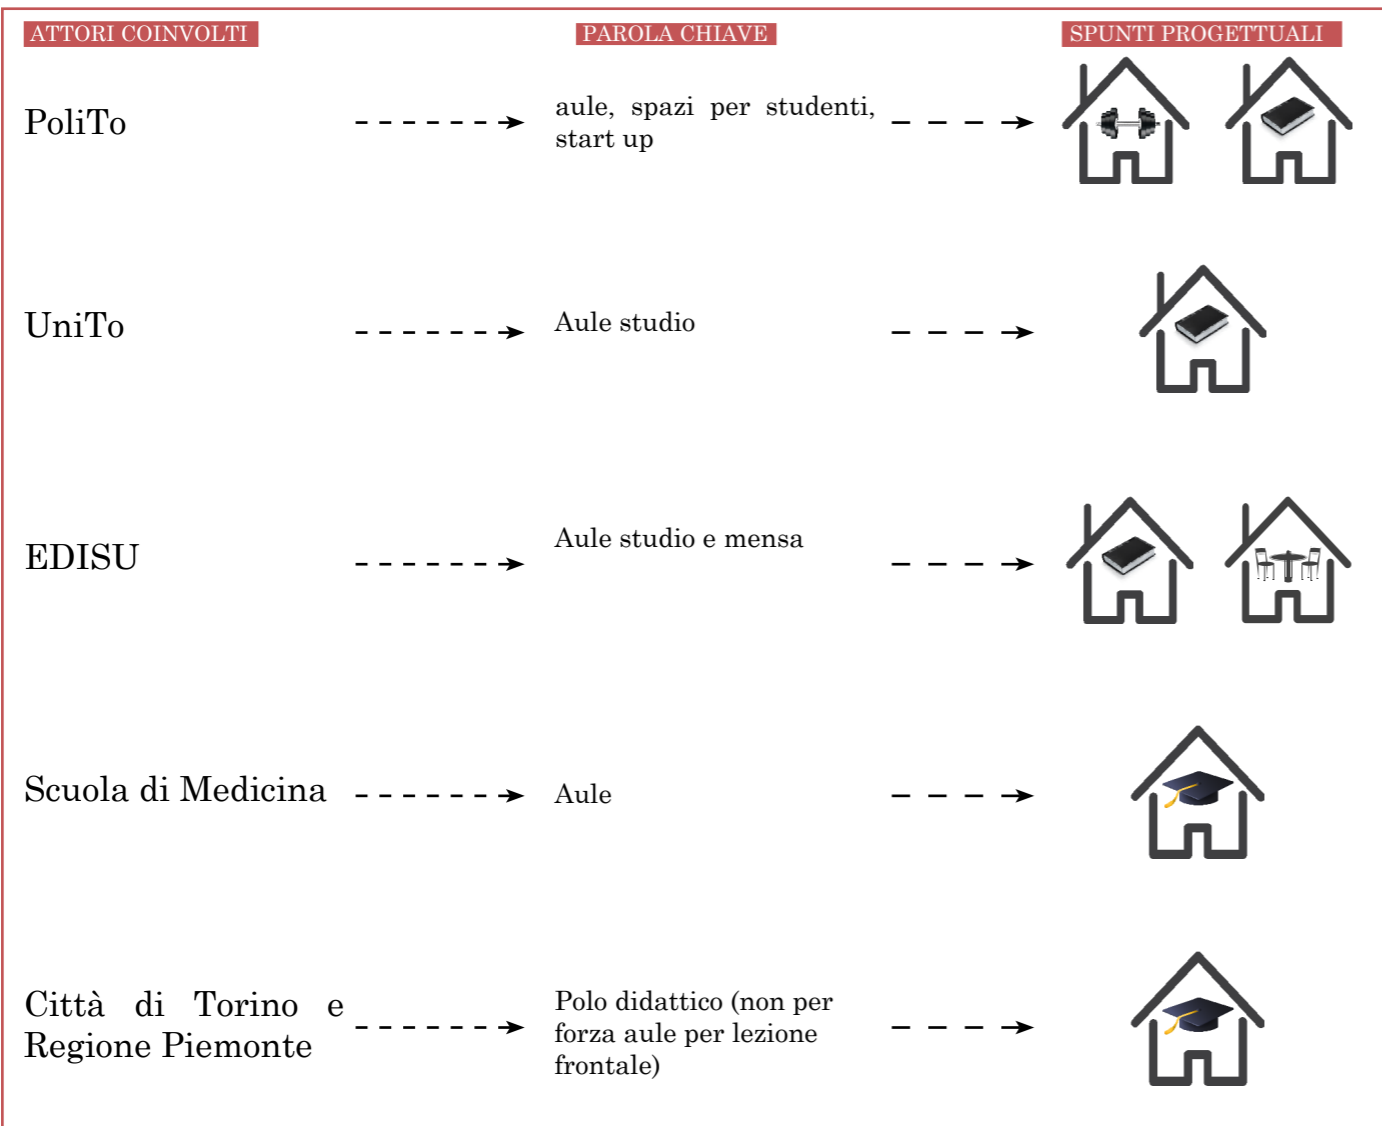 ATTORI COINVOLTI
PAROLA CHIAVE
SPUNTI PROGETTUALI
PoliTo
aule, spazi per studenti,
start up
UniTo
Aule studio
EDISU
Aule studio e mensa
Scuola di Medicina
Aule
Città di Torino e
Regione Piemonte
Polo didattico (non per
forza aule per lezione
frontale)